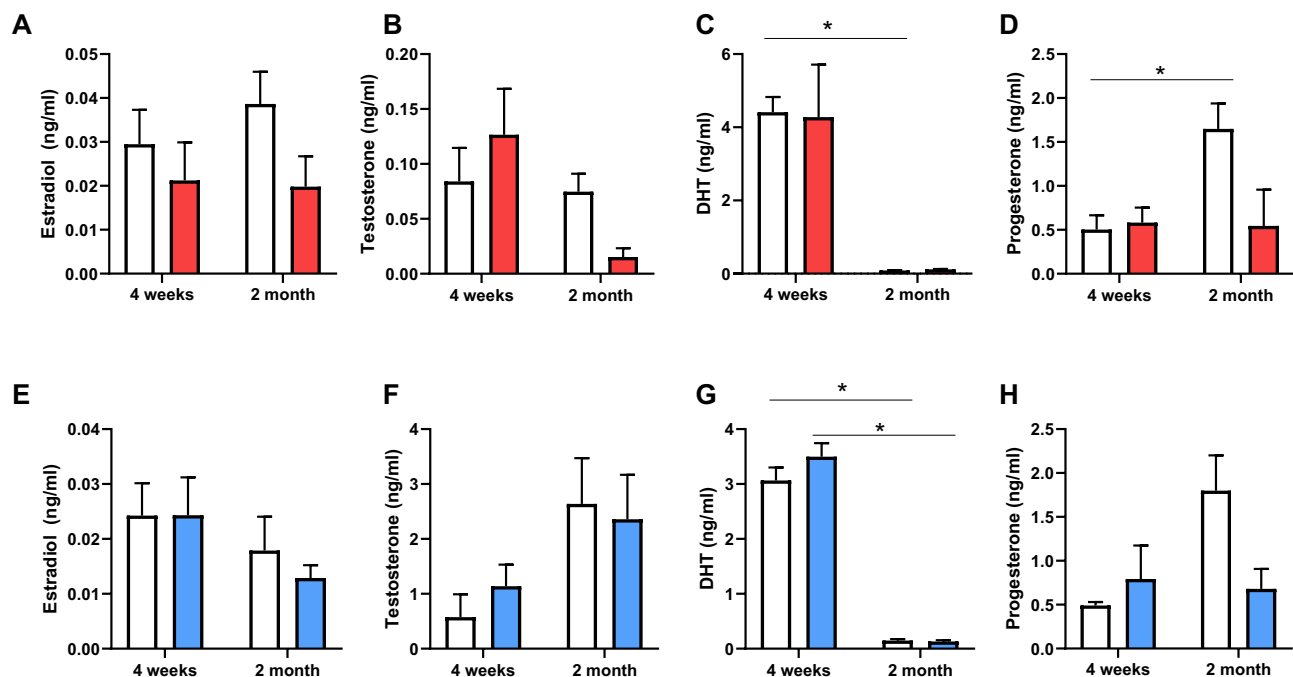 A
Estradiol (ng/ml)
0.05
0.04
0.03
0.02
0.01
0.00
4 weeks 2 month
B
Testosterone (ng/ml)
0.20
0.15
0.10
0.05
0.00
4 weeks 2 month
C
*
DHT (ng/ml)
6
4
2
0
4 weeks 2 month
D
*
Progesterone (ng/ml)
2.5
2.0
1.5
1.0
0.5
0.0
4 weeks 2 month
E
Estradiol (ng/ml)
0.04
0.03
0.02
0.01
0.00
4 weeks 2 month
F
Testosterone (ng/ml)
4
3
2
1
0
4 weeks 2 month
G
*
*
DHT (ng/ml)
4
3
2
1
0
4 weeks 2 month
H
Progesterone (ng/ml)
2.5
2.0
1.5
1.0
0.5
0.0
4 weeks 2 month